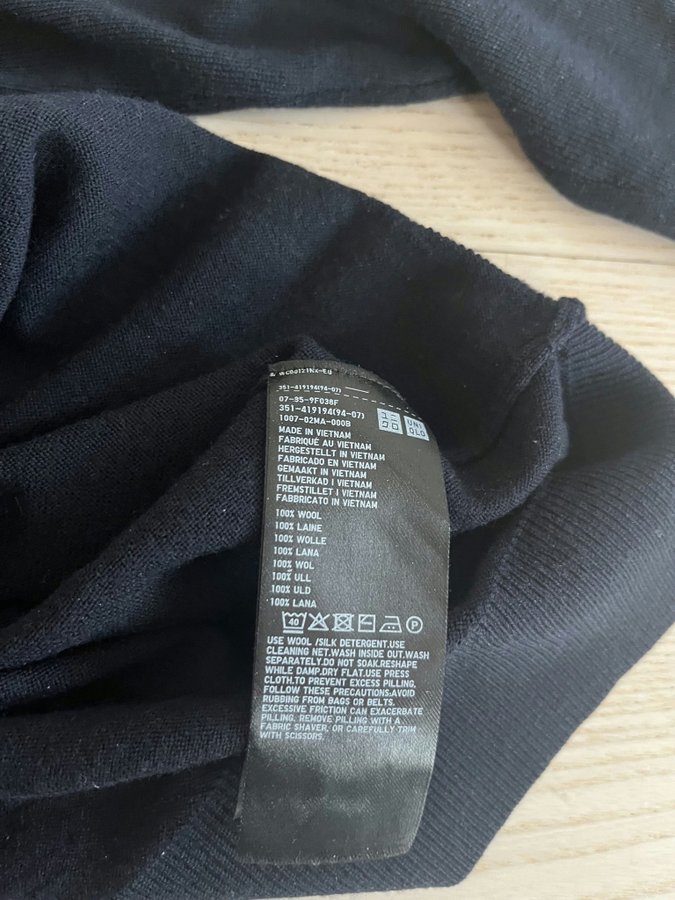 351-419194(94-07)
07-35-9F038F
351-419194(94-07)
1007-02MA-000B
ユニ
クロ
UNI
QLO
MADE IN VIETNAM
FABRIQUÉ AU VIETNAM
HERGESTELLT IN VIETNAM
FABRICADO EN VIETNAM
GEMAAKT IN VIETNAM
TILLVERKAD I VIETNAM
FREMSTILLET I VIETNAM
FABBRICATO IN VIETNAM
100% WOOL
100% LAINE
100% WOLLE
100% LANA
100% WOL
100% ULL
100% ULD
100% LANA
40 P
USE WOOL /SILK DETERGENT.USE
CLEANING NET.WASH INSIDE OUT.WASH
SEPARATELY.DO NOT SOAK.RESHAPE
WHILE DAMP.DRY FLAT.USE PRESS
CLOTH.TO PREVENT EXCESS PILLING,
FOLLOW THESE PRECAUTIONS:AVOID
RUBBING FROM BAGS OR BELTS.
EXCESSIVE FRICTION CAN EXACERBATE
PILLING. REMOVE PILLING WITH A
FABRIC SHAVER, OR CAREFULLY TRIM
WITH SCISSORS.